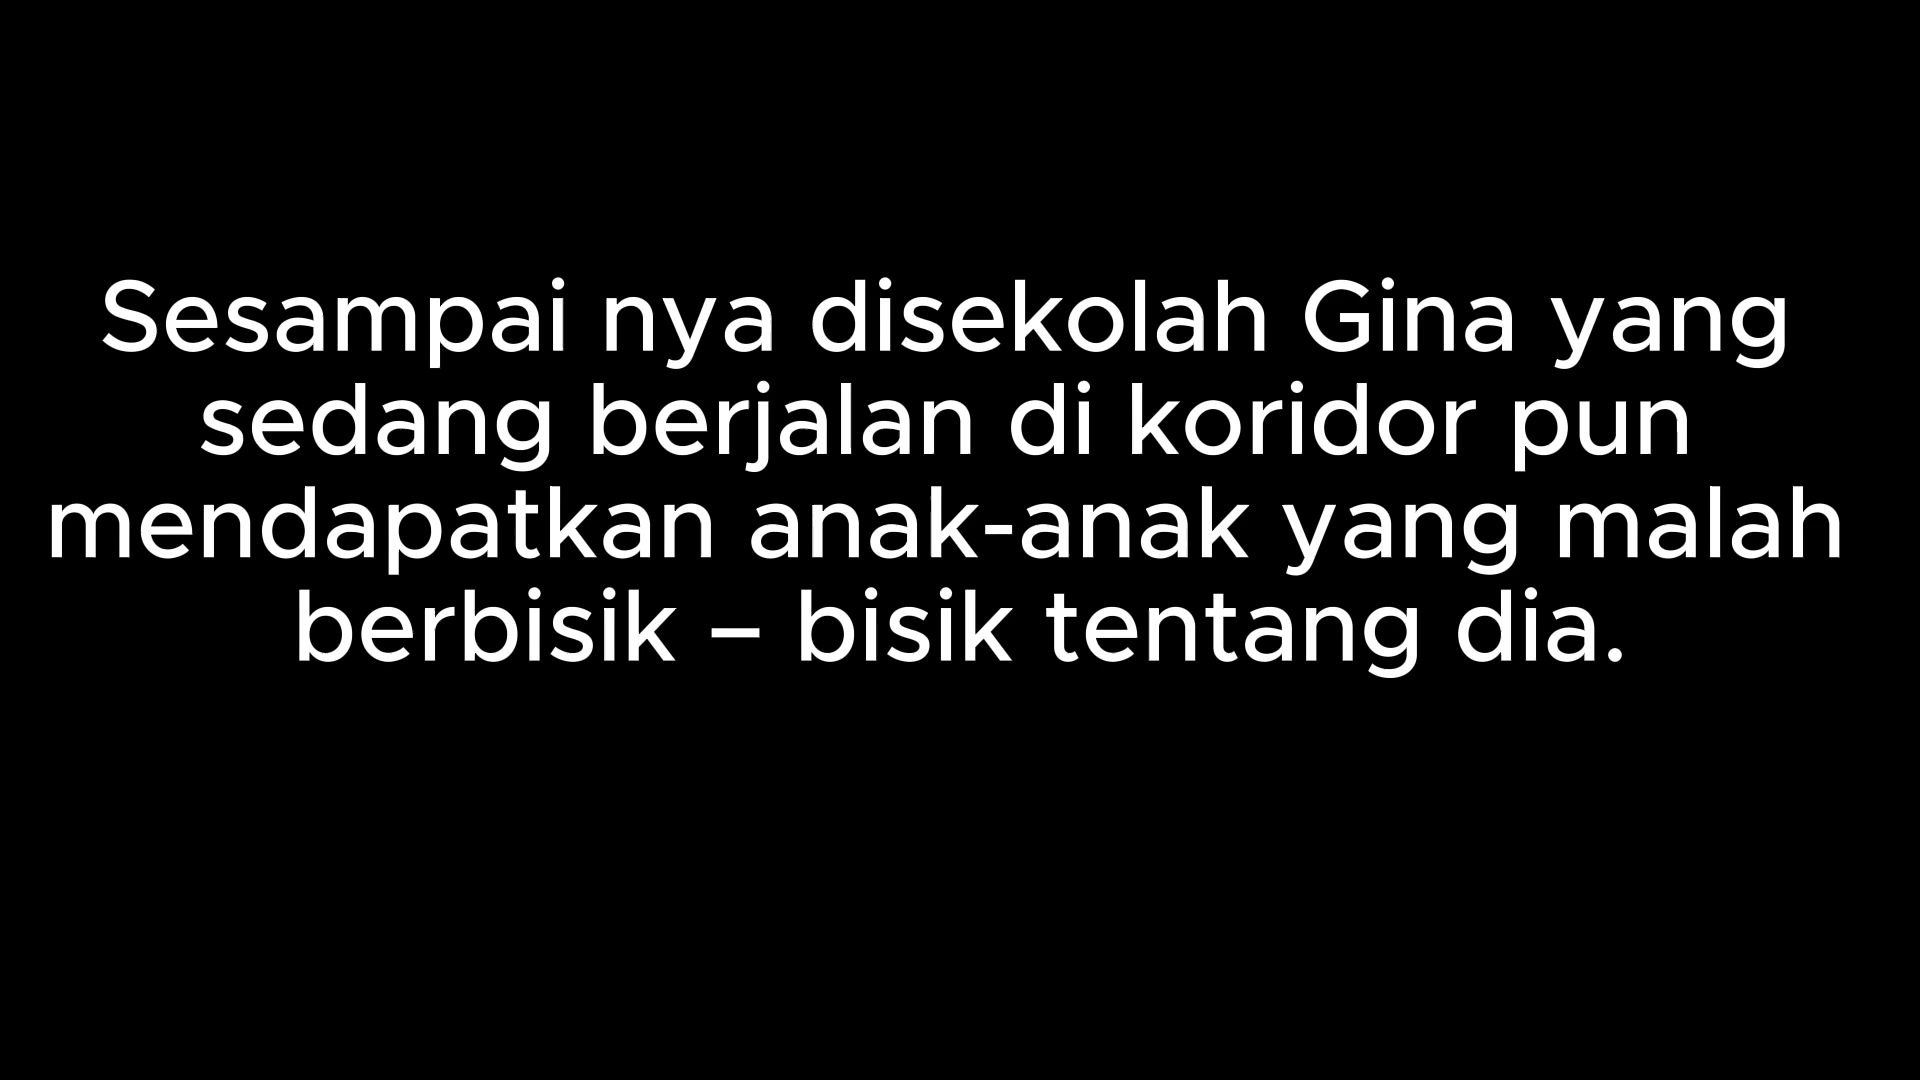 Sesampai nya disekolah Gina yang
sedang berjalan di koridor pun
mendapatkan anak-anak yang malah
berbisik – bisik tentang dia.